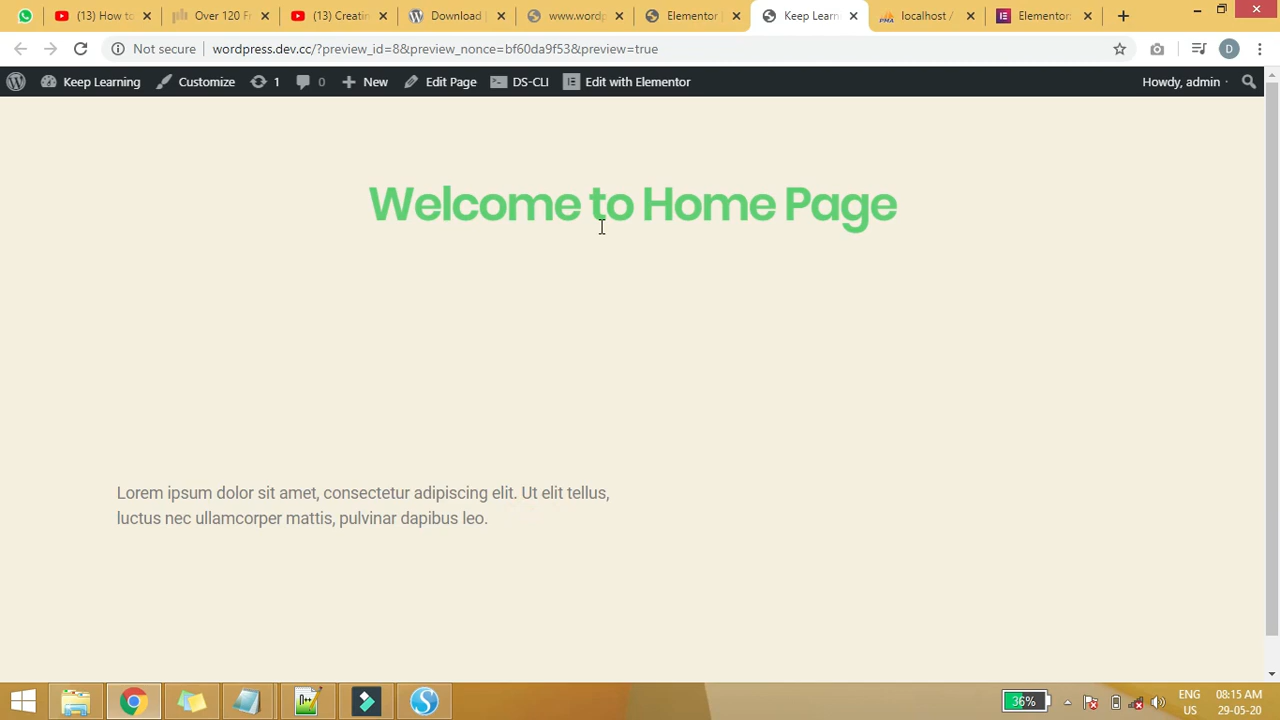 (13) How to
Over 120 F
(13) Creatin
Download |
www.wordp
Elementor |
Keep Learn
localhost /
Elementor:
Not secure
wordpress.dev.cc/?preview_id=8&preview_nonce=bf60da9f53&preview=true
D
Keep Learning
Customize
1
0
New
Edit Page
DS-CLI
Edit with Elementor
Howdy, admin
Welcome to Home Page
Lorem ipsum dolor sit amet, consectetur adipiscing elit. Ut elit tellus,
luctus nec ullamcorper mattis, pulvinar dapibus leo.
36%
ENG
US
08:15 AM
29-05-20